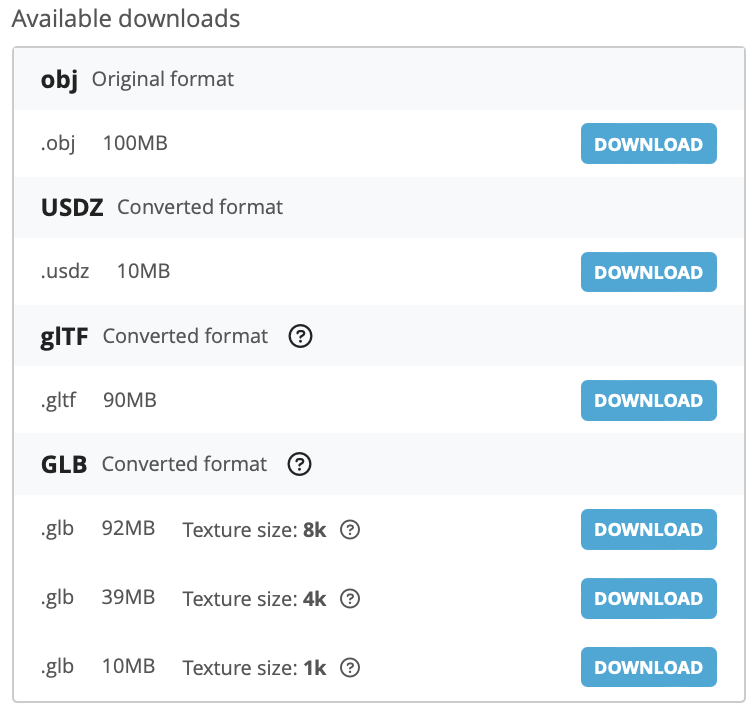 Available downloads
obj Original format
.obj 100MB DOWNLOAD
USDZ Converted format
.usdz 10MB DOWNLOAD
glTF Converted format ?
.gltf 90MB DOWNLOAD
GLB Converted format ?
.glb 92MB Texture size: 8k ? DOWNLOAD
.glb 39MB Texture size: 4k ? DOWNLOAD
.glb 10MB Texture size: 1k ? DOWNLOAD